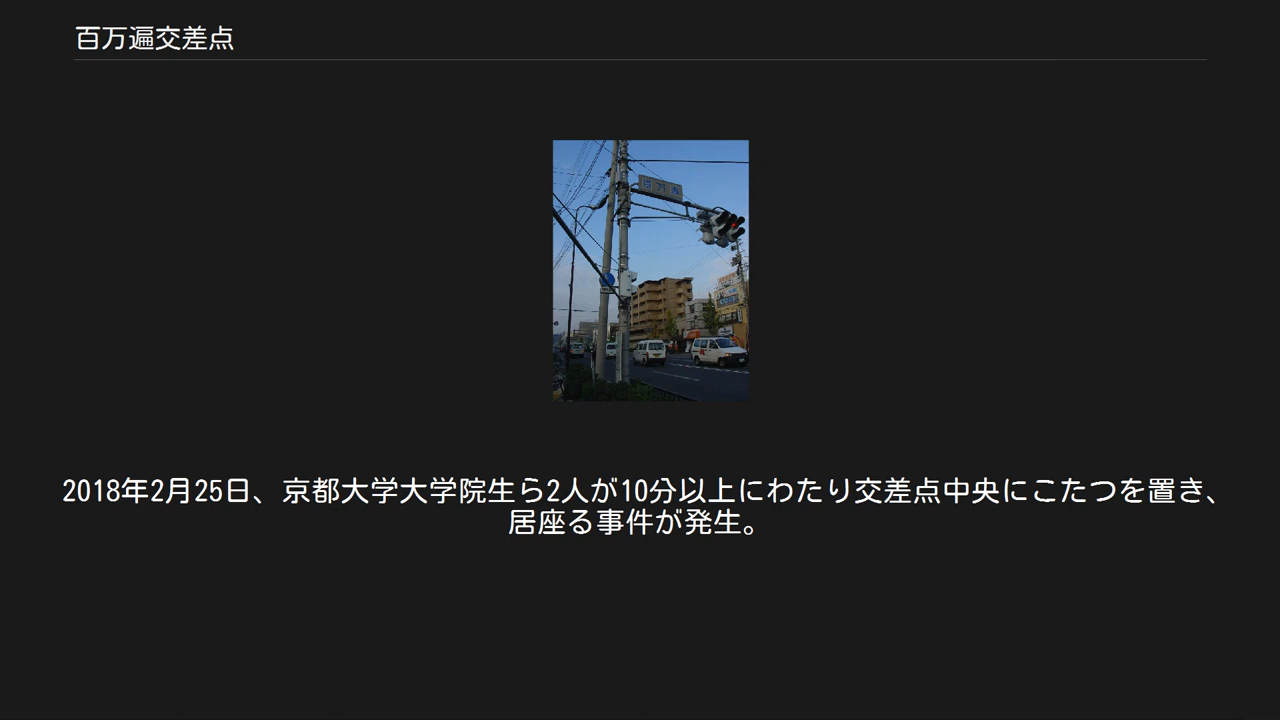 百万遍交差点
2018年2月25日、京都大学大学院生ら2人が10分以上にわたり交差点中央にこたつを置き、
居座る事件が発生。